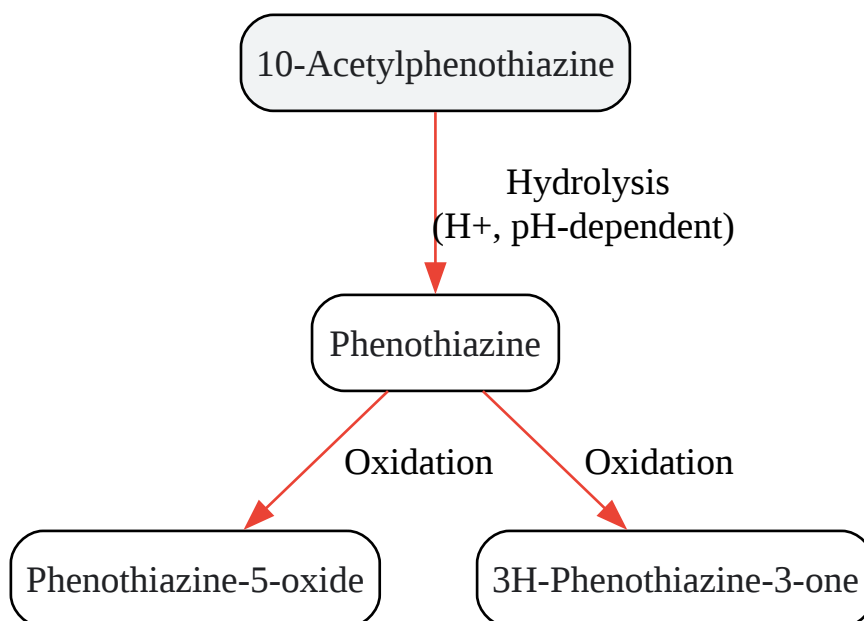 10-Acetylphenothiazine
Hydrolysis
(H+, pH-dependent)
Phenothiazine
Oxidation
Oxidation
Phenothiazine-5-oxide
3H-Phenothiazine-3-one